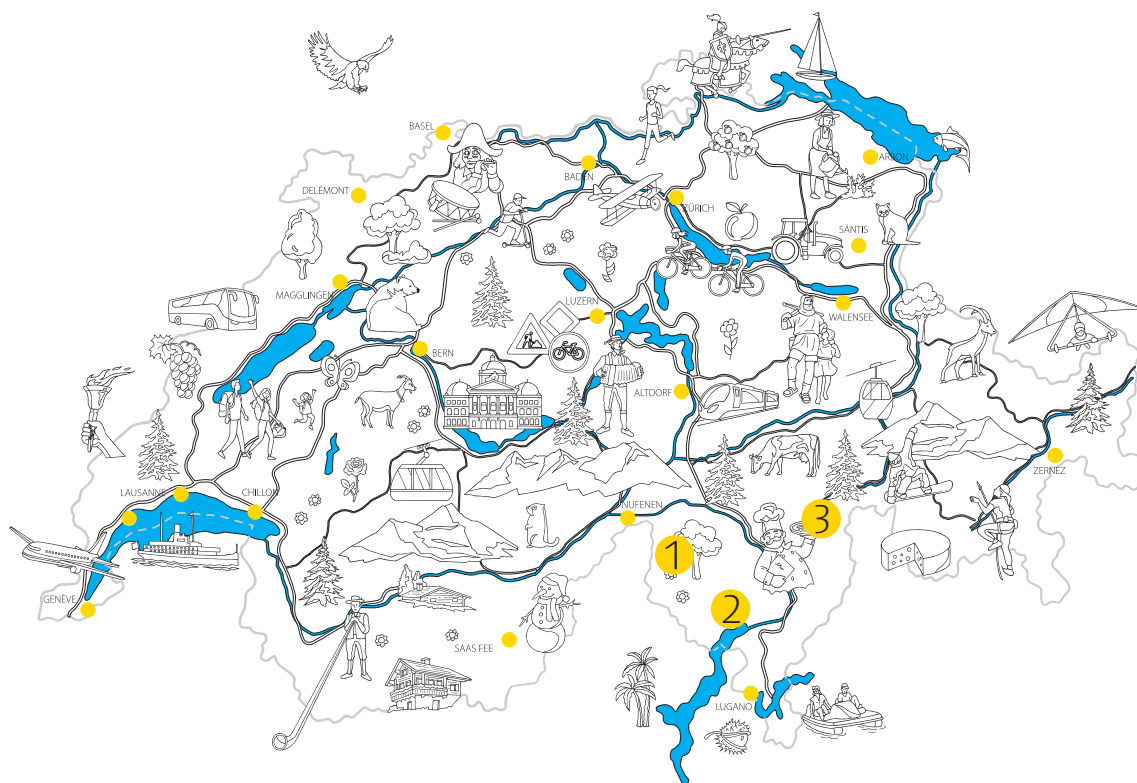 BASEL
ARBON
BADEN
DELÉMONT
ZÜRICH
SÄNTIS
MAGGLINGEN
LUZERN
WALENSEE
BERN
ALTDORF
ZERNEZ
LAUSANNE
CHILLON
NUFENEN
3
1
GENÈVE
2
SAAS FEE
LUGANO